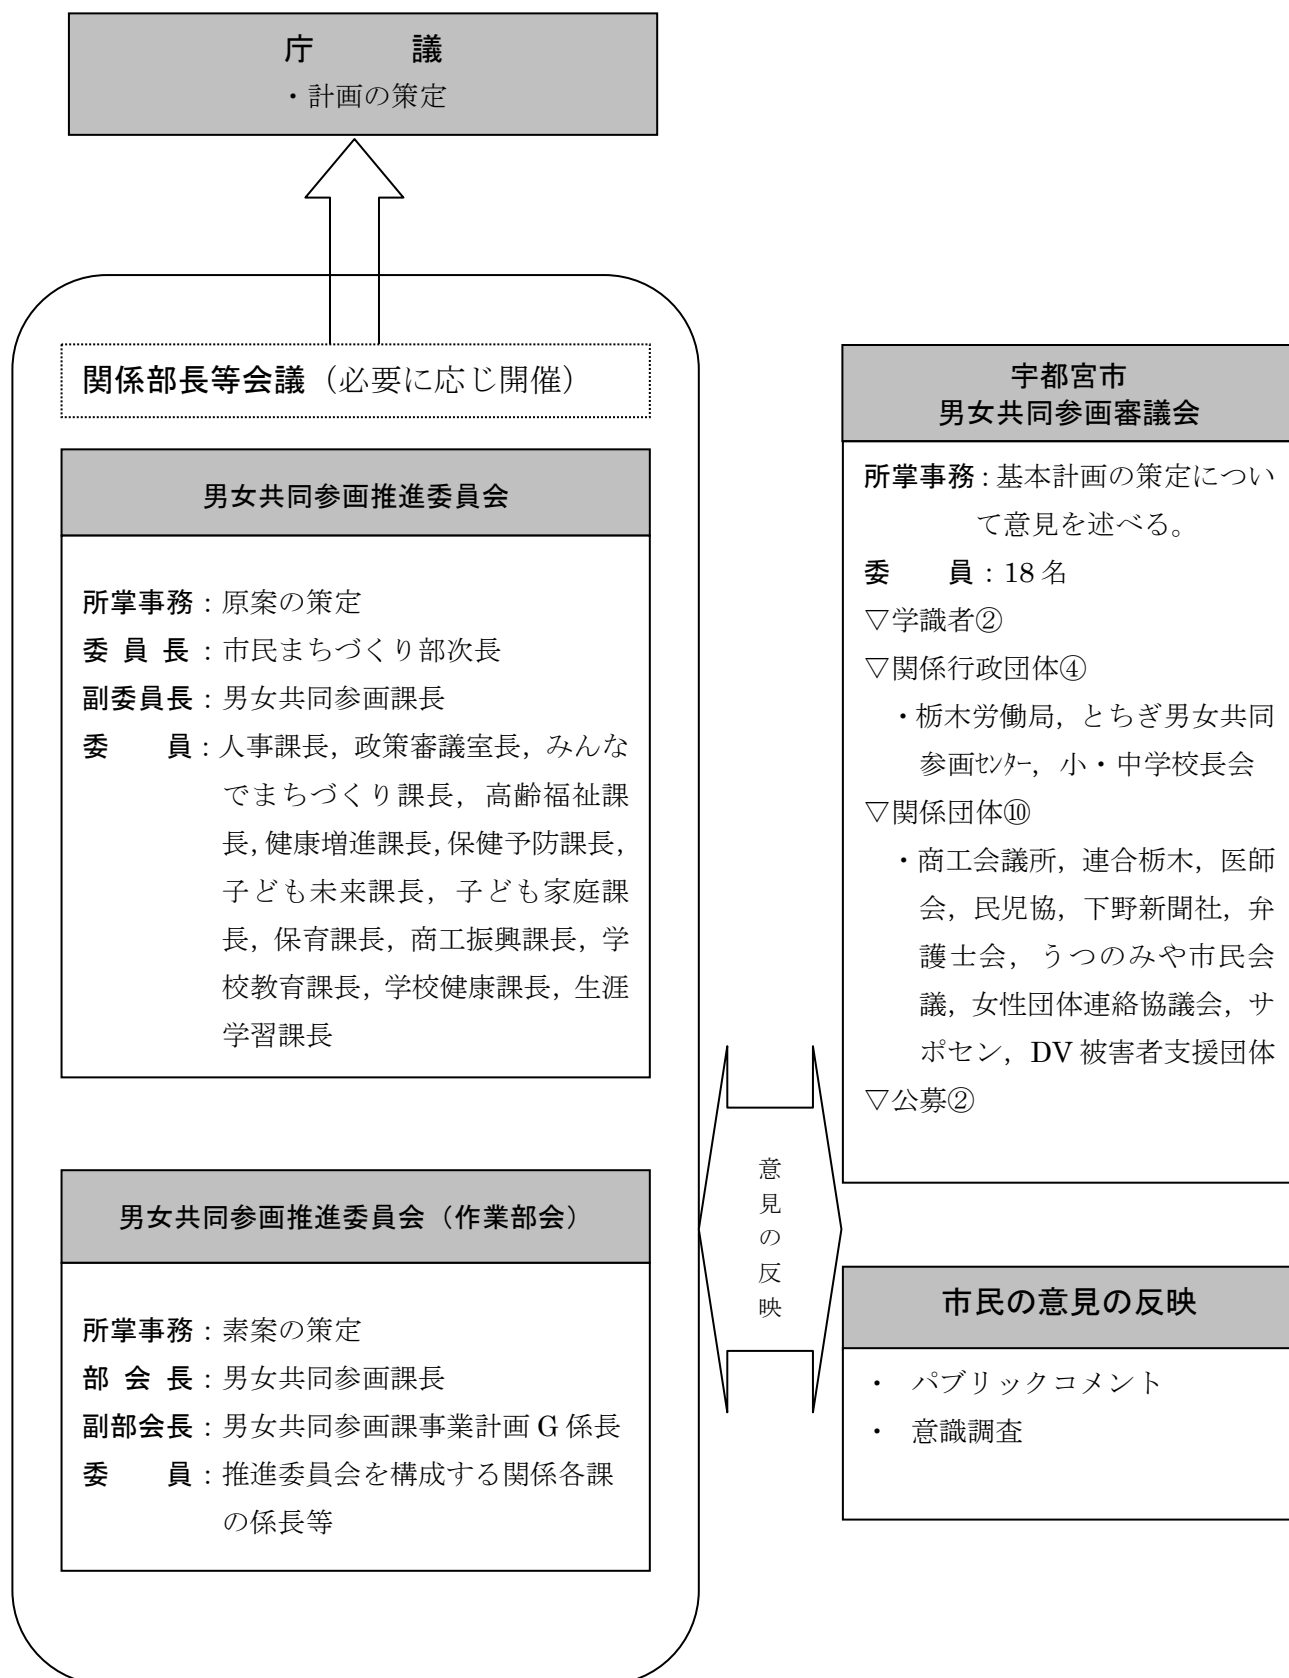 庁　　議
・計画の策定
関係部長等会議（必要に応じ開催）
男女共同参画推進委員会
所掌事務：原案の策定
委 員 長：市民まちづくり部次長
副委員長：男女共同参画課長
委　　員：人事課長，政策審議室長，みんな
でまちづくり課長，高齢福祉課
長，健康増進課長，保健予防課長，
子ども未来課長，子ども家庭課
長，保育課長，商工振興課長，学
校教育課長，学校健康課長，生涯
学習課長
男女共同参画推進委員会（作業部会）
所掌事務：素案の策定
部 会 長：男女共同参画課長
副部会長：男女共同参画課事業計画 G 係長
委　　員：推進委員会を構成する関係各課
の係長等
意見の反映
宇都宮市
男女共同参画審議会
所掌事務：基本計画の策定につい
て意見を述べる。
委　　員：18 名
▽学識者②
▽関係行政団体④
・栃木労働局，とちぎ男女共同
参画ｾﾝﾀｰ，小・中学校長会
▽関係団体⑩
・商工会議所，連合栃木，医師
会，民児協，下野新聞社，弁
護士会，うつのみや市民会
議，女性団体連絡協議会，サ
ポセン，DV 被害者支援団体
▽公募②
市民の意見の反映
・ パブリックコメント
・ 意識調査